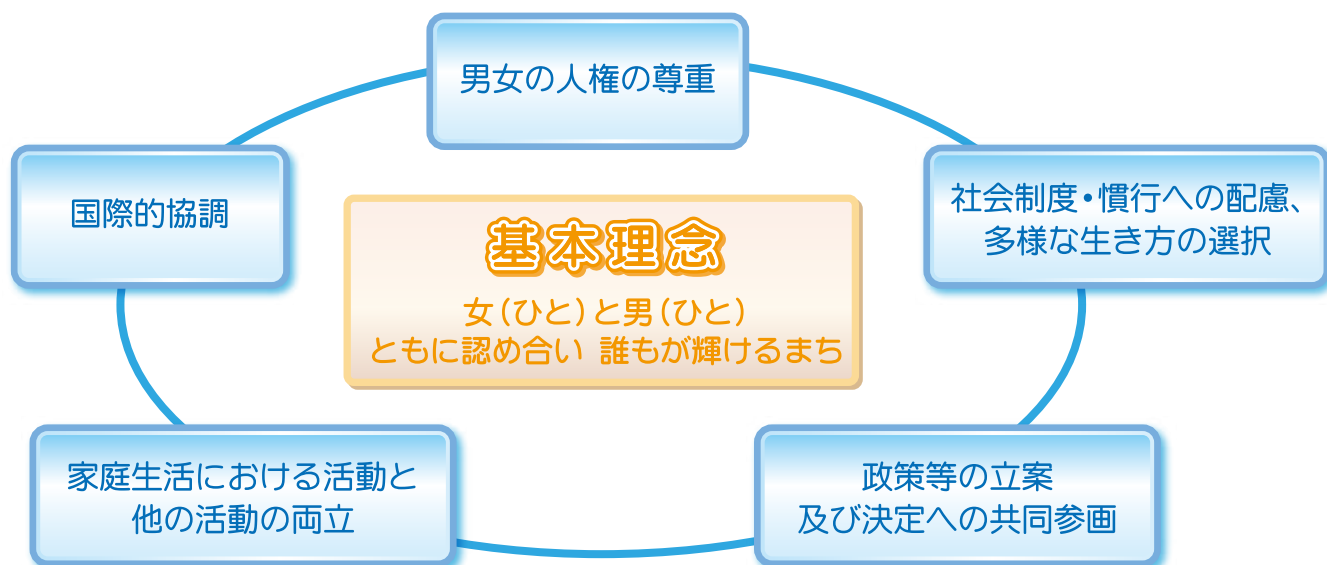 男女の人権の尊重
国際的協調
社会制度・慣行への配慮、
多様な生き方の選択
基本理念
女(ひと)と男(ひと)
ともに認め合い 誰もが輝けるまち
家庭生活における活動と
他の活動の両立
政策等の立案
及び決定への共同参画